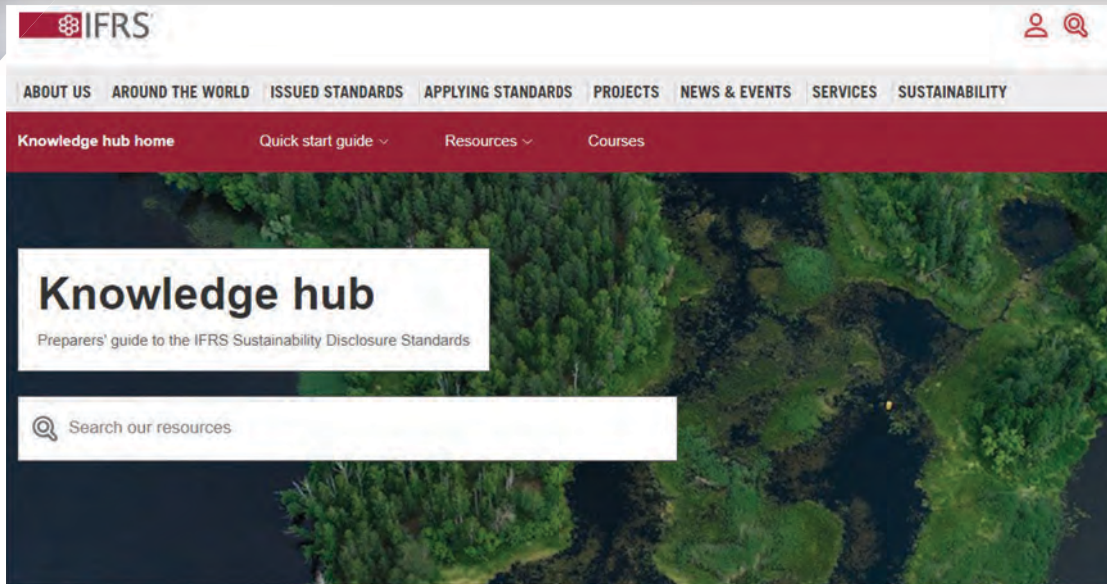 IFRS
ABOUT US AROUND THE WORLD ISSUED STANDARDS APPLYING STANDARDS PROJECTS NEWS & EVENTS SERVICES SUSTAINABILITY
Knowledge hub home Quick start guide Resources Courses
Knowledge hub
Preparers' guide to the IFRS Sustainability Disclosure Standards
Search our resources